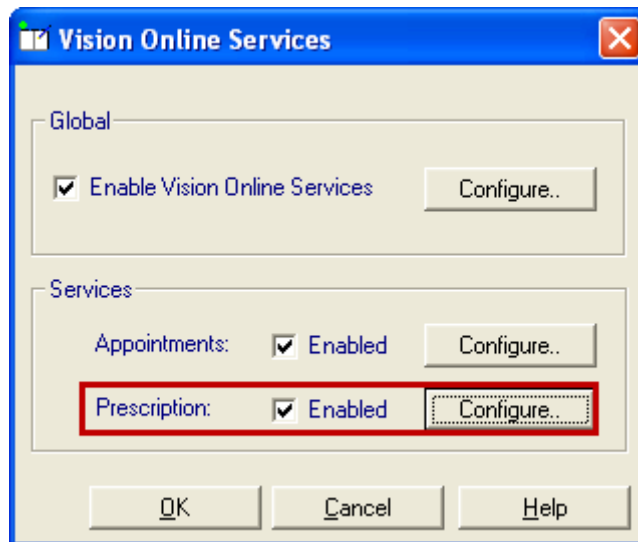 Vision Online Services
Global
Enable Vision Online Services Configure..
Services
Appointments: Enabled Configure..
Prescription: Enabled Configure..
OK Cancel Help